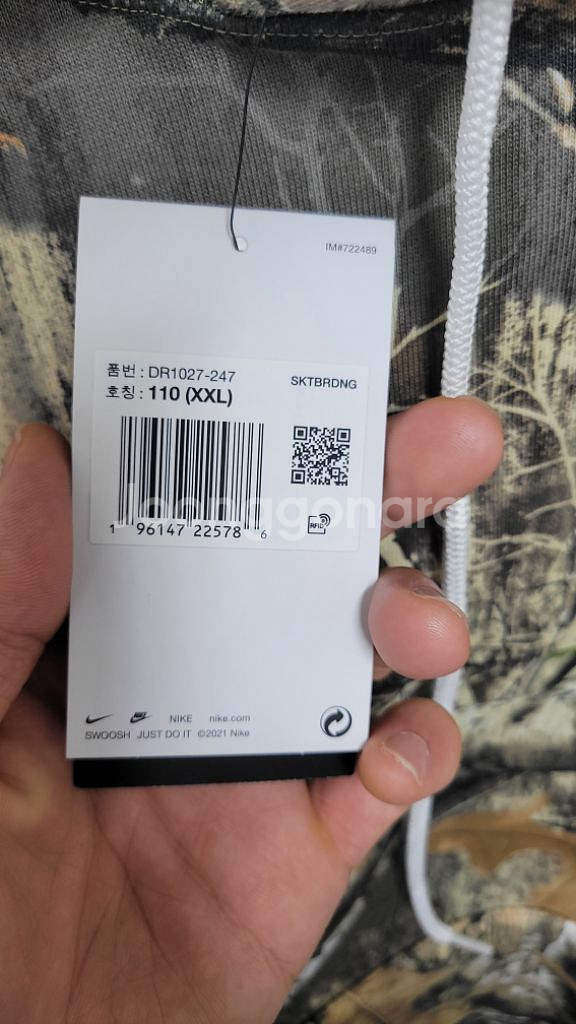 IM#722489
품번 : DR1027-247
호칭 : 110 (XXL)
SKTBRDNG
joonggonara
RFID
1 96147 22578 6
NIKE nike.com
SWOOSH JUST DO IT ©2021 Nike